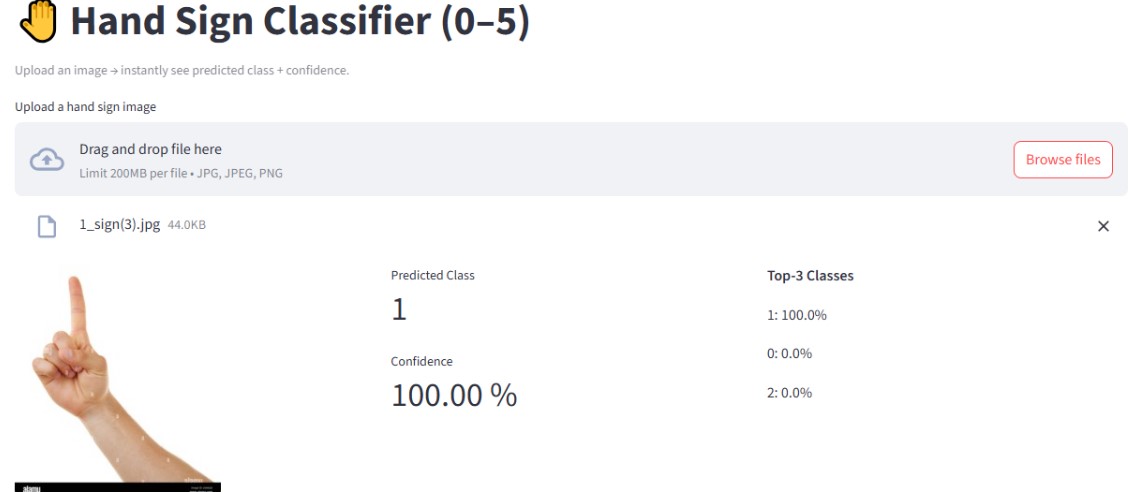 Hand Sign Classifier (0–5)
Upload an image → instantly see predicted class + confidence.
Upload a hand sign image
Drag and drop file here
Limit 200MB per file • JPG, JPEG, PNG
Browse files
1_sign(3).jpg 44.0KB
Predicted Class
1
Confidence
100.00 %
Top-3 Classes
1: 100.0%
0: 0.0%
2: 0.0%
alamy